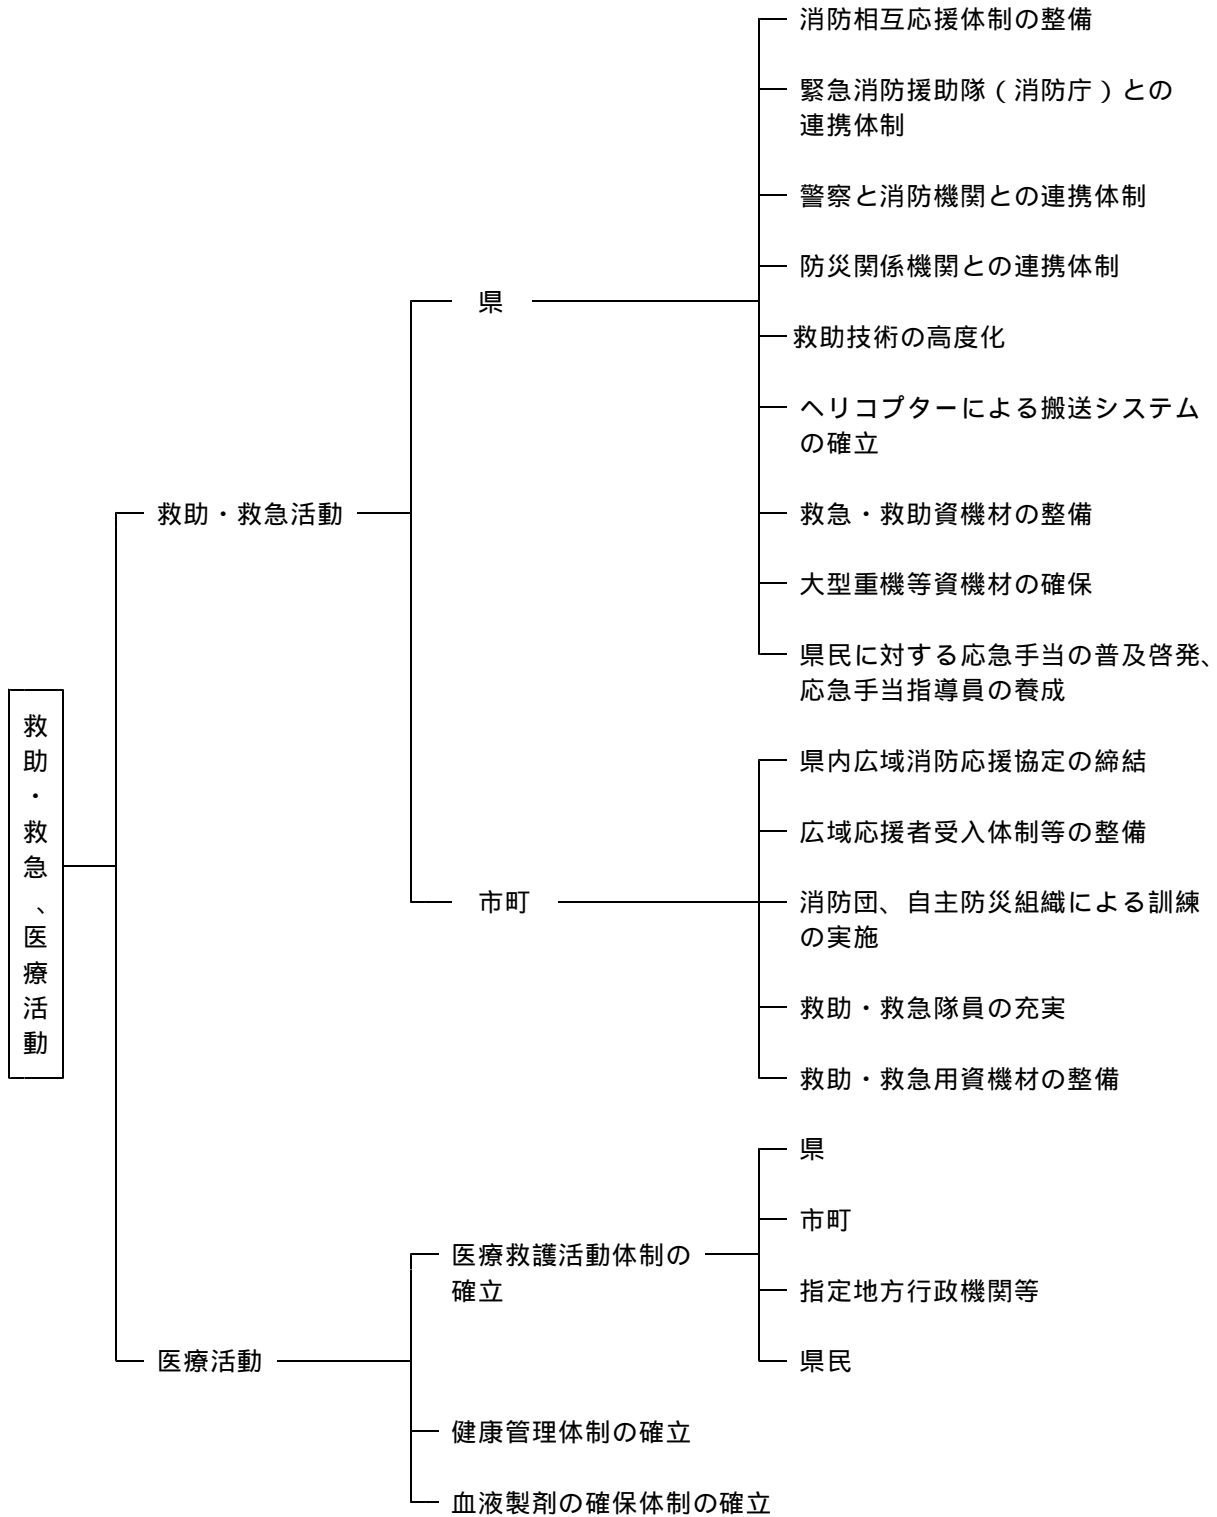 救助・救急、医療活動
救助・救急活動
県
消防相互応援体制の整備
緊急消防援助隊（消防庁）との
連携体制
警察と消防機関との連携体制
防災関係機関との連携体制
救助技術の高度化
ヘリコプターによる搬送システム
の確立
救急・救助資機材の整備
大型重機等資機材の確保
県民に対する応急手当の普及啓発、
応急手当指導員の養成
市町
県内広域消防応援協定の締結
広域応援者受入体制等の整備
消防団、自主防災組織による訓練
の実施
救助・救急隊員の充実
救助・救急用資機材の整備
医療活動
医療救護活動体制の
確立
県
市町
指定地方行政機関等
県民
健康管理体制の確立
血液製剤の確保体制の確立